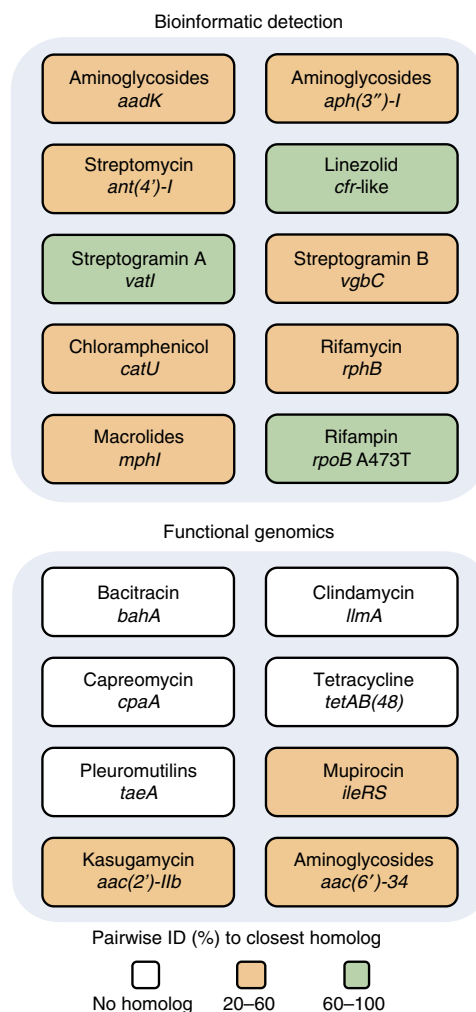 Bioinformatic detection
Aminoglycosides
aadK
Aminoglycosides
aph(3″)-I
Streptomycin
ant(4')-I
Linezolid
cfr-like
Streptogramin A
vatI
Streptogramin B
vgbC
Chloramphenicol
catU
Rifamycin
rphB
Macrolides
mphI
Rifampin
rpoB A473T
Functional genomics
Bacitracin
bahA
Clindamycin
llmA
Capreomycin
cpaA
Tetracycline
tetAB(48)
Pleuromutilins
taeA
Mupirocin
ileRS
Kasugamycin
aac(2')-IIb
Aminoglycosides
aac(6')-34
Pairwise ID (%) to closest homolog
No homolog 20–60 60–100